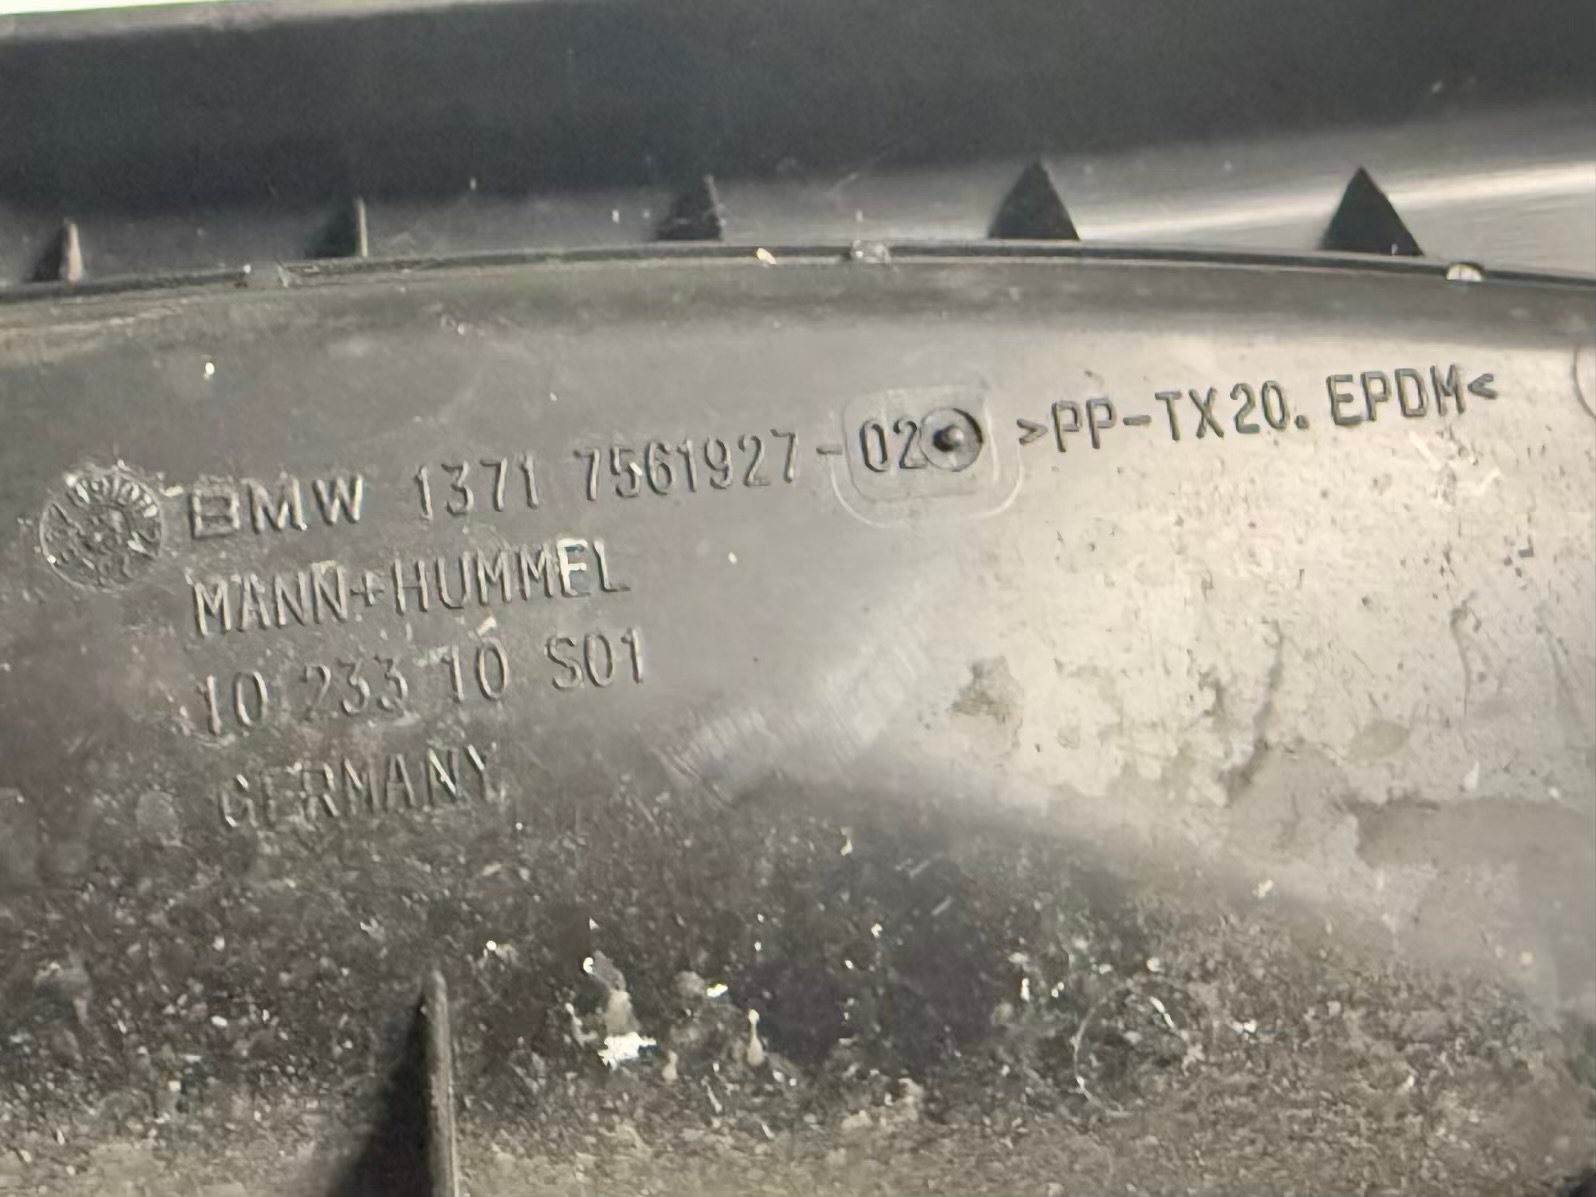 BMW 1371 7561927-02 >PP-TX20.EPDM<
MANN+HUMMEL
10 233 10 S01
GERMANY